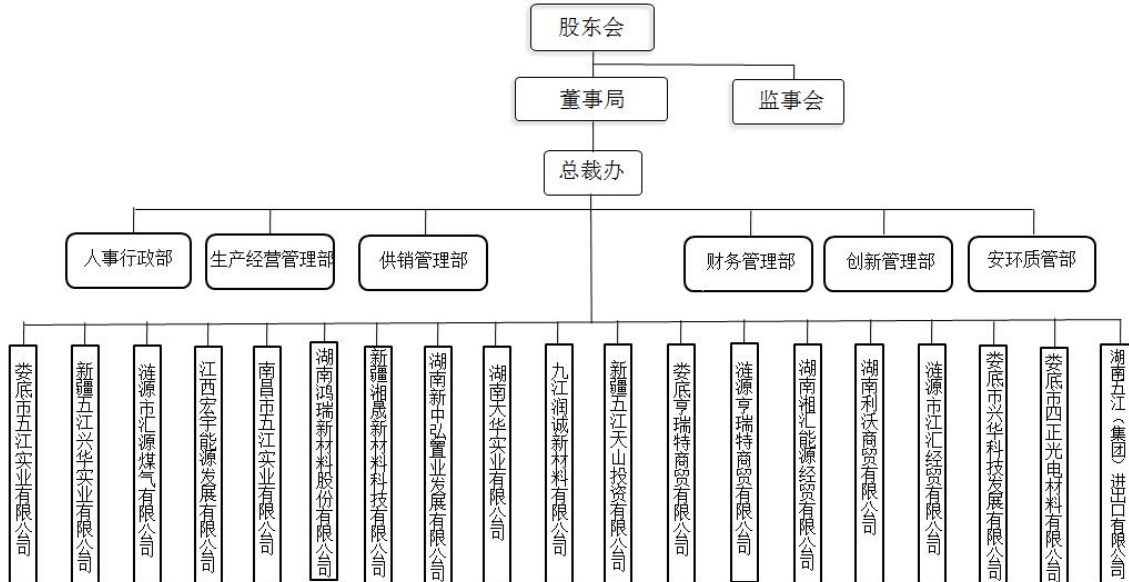 股东会
董事局
监事会
总裁办
人事行政部
生产经营管理部
供销管理部
财务管理部
创新管理部
安环质管部
娄底市五江实业有限公司
新疆五江兴华实业有限公司
涟源市汇源煤气有限公司
江西宏宇能源发展有限公司
南昌市五江实业有限公司
湖南鸿瑞新材料股份有限公司
新疆湘晟新材料科技有限公司
湖南新中弘置业发展有限公司
湖南大华实业有限公司
九江润诚新材料有限公司
新疆五江天山投资有限公司
娄底亨瑞特商贸有限公司
涟源亨瑞特商贸有限公司
湖南湘汇能源经贸有限公司
湖南利沃商贸有限公司
涟源市江汇经贸有限公司
娄底市兴华科技发展有限公司
娄底市四正光电材料有限公司
湖南五江（集团）进出口有限公司